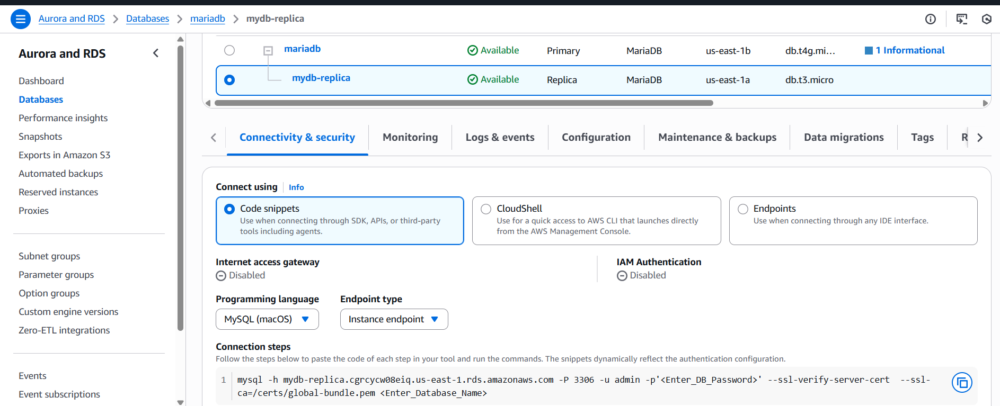 Aurora and RDS > Databases > mariadb > mydb-replica
Aurora and RDS
Dashboard
Databases
Performance insights
Snapshots
Exports in Amazon S3
Automated backups
Reserved instances
Proxies
Subnet groups
Parameter groups
Option groups
Custom engine versions
Zero-ETL integrations
Events
Event subscriptions
mariadb Available Primary MariaDB us-east-1b db.t4g.mi... 1 Informational
mydb-replica Available Replica MariaDB us-east-1a db.t3.micro
Connectivity & security Monitoring Logs & events Configuration Maintenance & backups Data migrations Tags R
Connect using Info
Code snippets
Use when connecting through SDK, APIs, or third-party
tools including agents.
CloudShell
Use for a quick access to AWS CLI that launches directly
from the AWS Management Console.
Endpoints
Use when connecting through any IDE interface.
Internet access gateway
Disabled
IAM Authentication
Disabled
Programming language
MySQL (macOS)
Endpoint type
Instance endpoint
Connection steps
Follow the steps below to paste the code of each step in your tool and run the commands. The snippets dynamically reflect the authentication configuration.
1 mysql -h mydb-replica.cgrcycw08eiq.us-east-1.rds.amazonaws.com -P 3306 -u admin -p'<Enter_DB_Password>' --ssl-verify-server-cert --ssl-
ca=/certs/global-bundle.pem <Enter_Database_Name>